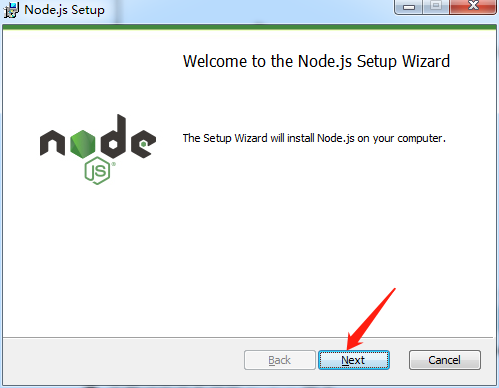 Node.js Setup
Welcome to the Node.js Setup Wizard
node
JS
The Setup Wizard will install Node.js on your computer.
Back
Next
Cancel